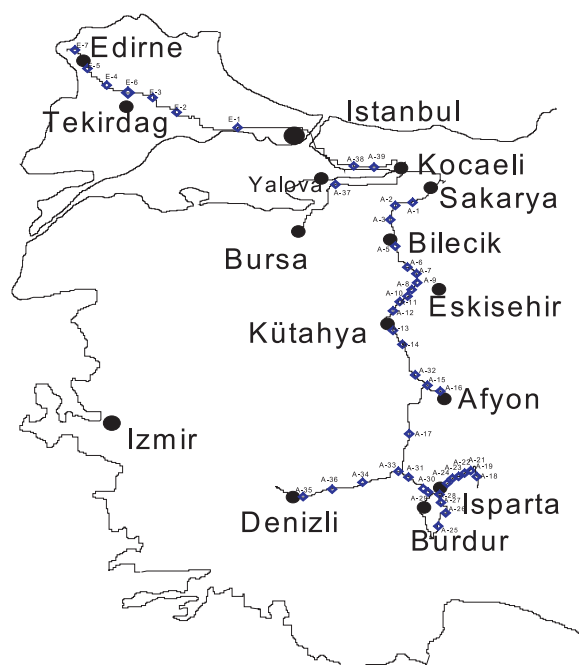 E-7
Edirne
E-5
E-4
E-6
E-3
E-2
Tekirdag
E-1
Istanbul
A-38
A-39
Kocaeli
Yalova
A-37
Sakarya
A-2
A-1
A-3
Bilecik
A-5
Bursa
A-6
A-7
A-9
A-8
A-10
A-11
Eskisehir
A-12
Kütahya
A-13
A-14
A-32
A-15
A-16
Afyon
Izmir
A-17
A-33
A-31
A-34
A-36
A-35
A-30
A-29
A-24
A-23
A-22
A-21
A-19
A-18
A-28
A-27
A-26
A-25
Isparta
Denizli
Burdur